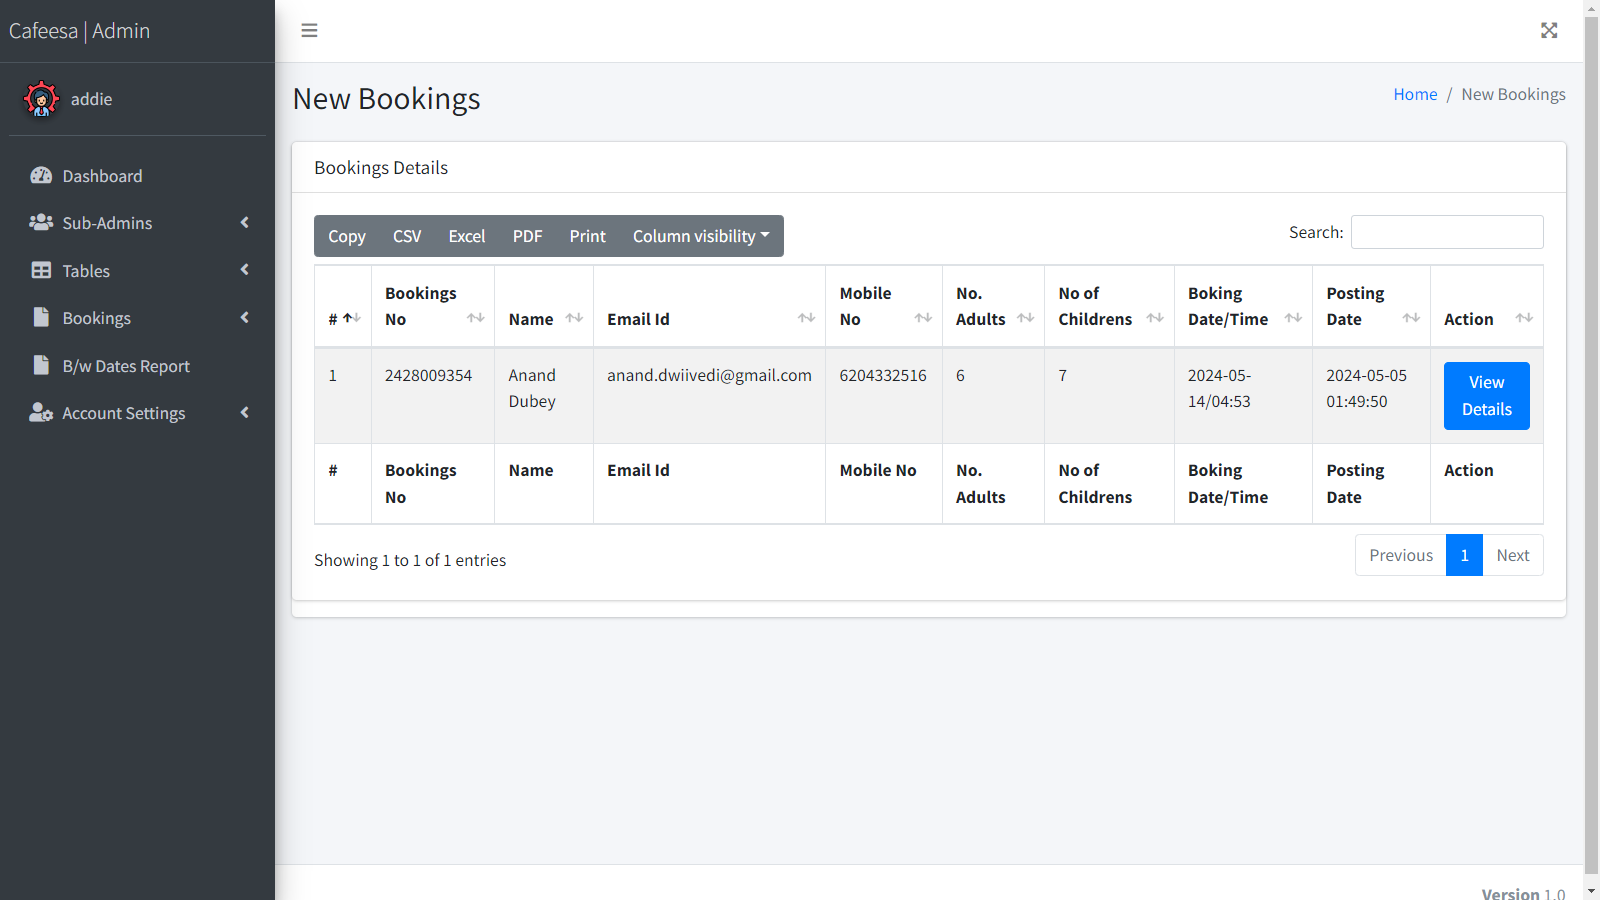 Cafeesa | Admin
addie
Dashboard
Sub-Admins
Tables
Bookings
B/w Dates Report
Account Settings
New Bookings
Home / New Bookings
Bookings Details
Copy CSV Excel PDF Print Column visibility
Search:
# Bookings No Name Email Id Mobile No No. Adults No of Childrens Boking Date/Time Posting Date Action
1 2428009354 Anand Dubey anand.dwiivedi@gmail.com 6204332516 6 7 2024-05-14/04:53 2024-05-05 01:49:50 View Details
# Bookings No Name Email Id Mobile No No. Adults No of Childrens Boking Date/Time Posting Date Action
Showing 1 to 1 of 1 entries
Previous 1 Next
Version 1.0